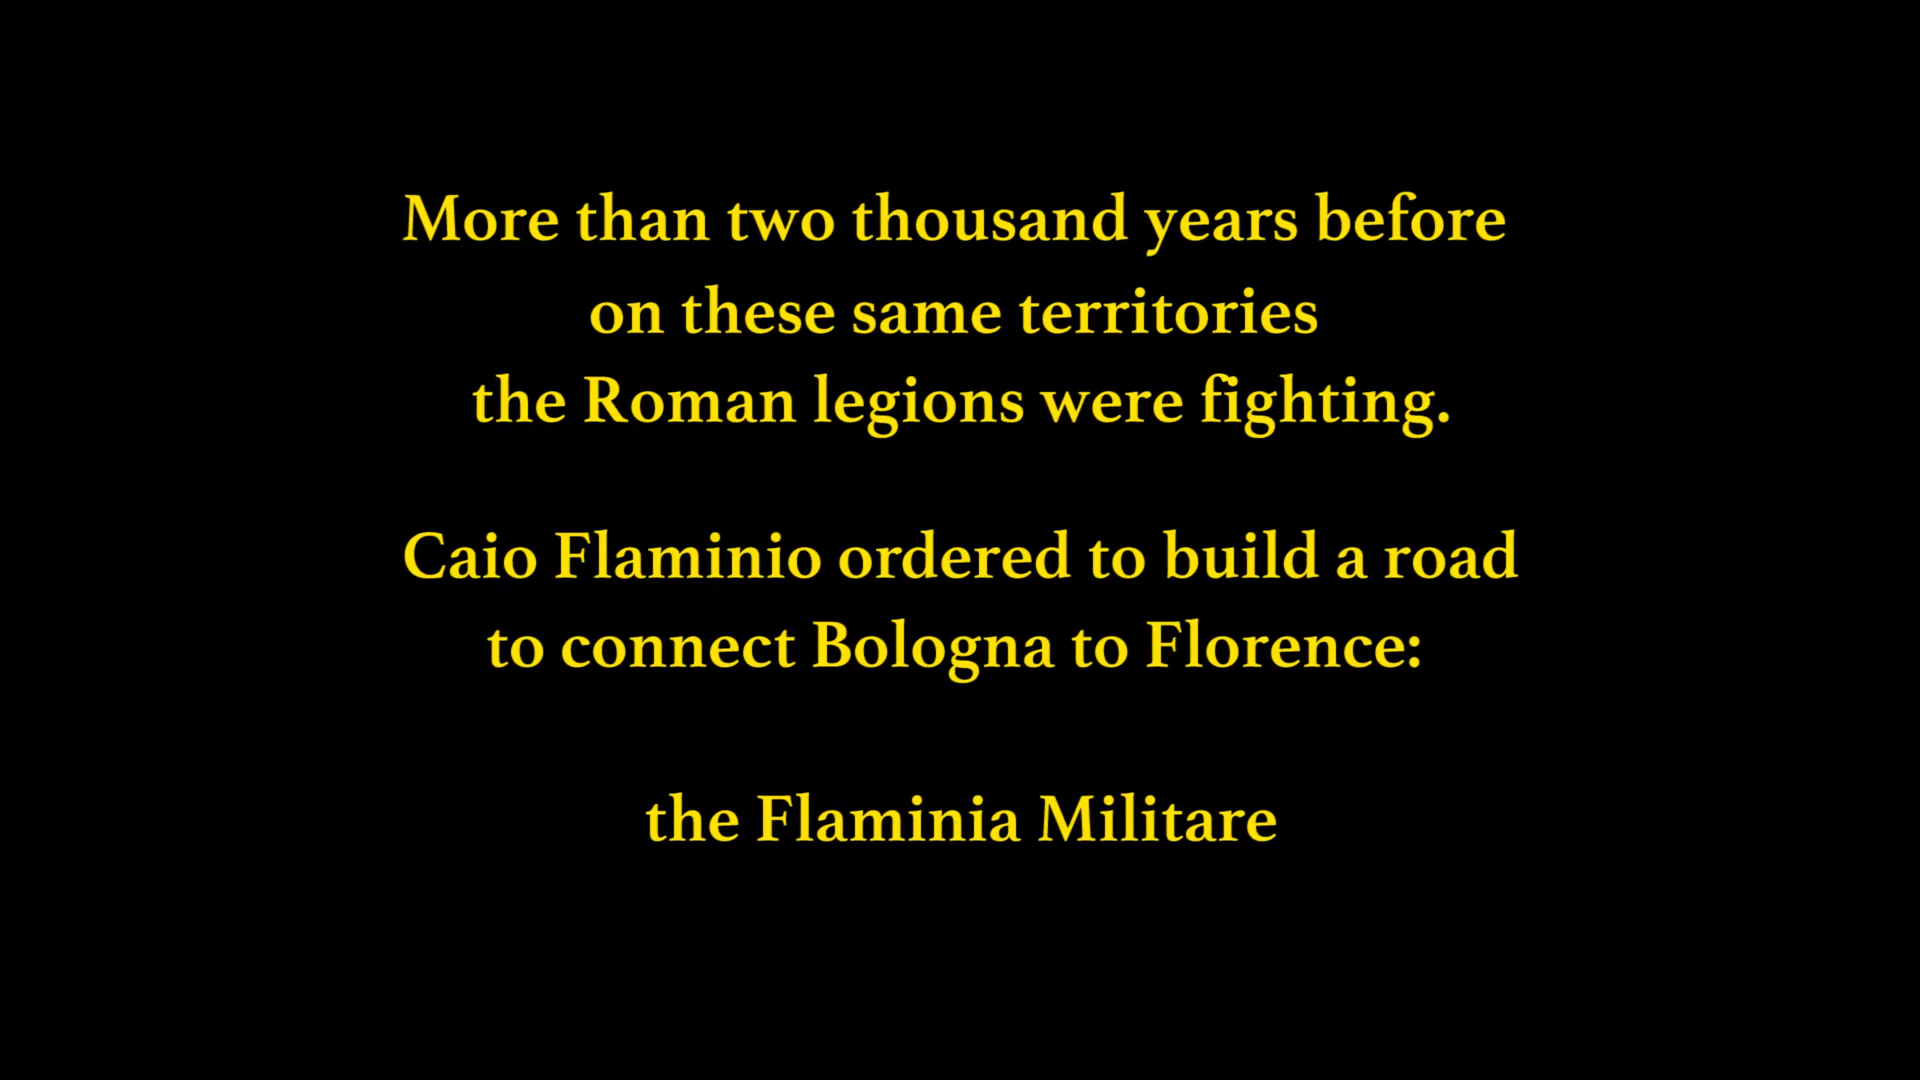 More than two thousand years before
on these same territories
the Roman legions were fighting.
Caio Flaminio ordered to build a road
to connect Bologna to Florence:
the Flaminia Militare